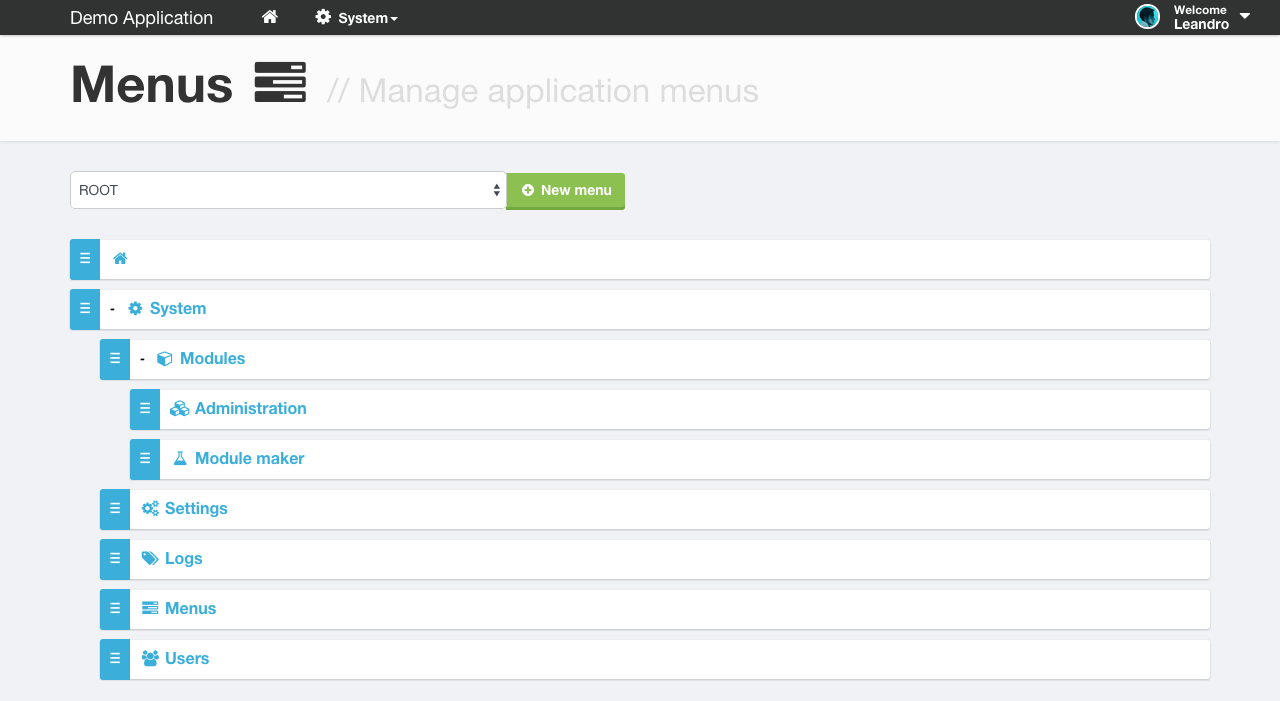 Demo Application
System
Welcome
Leandro
Menus // Manage application menus
ROOT
New menu
- System
- Modules
Administration
Module maker
Settings
Logs
Menus
Users